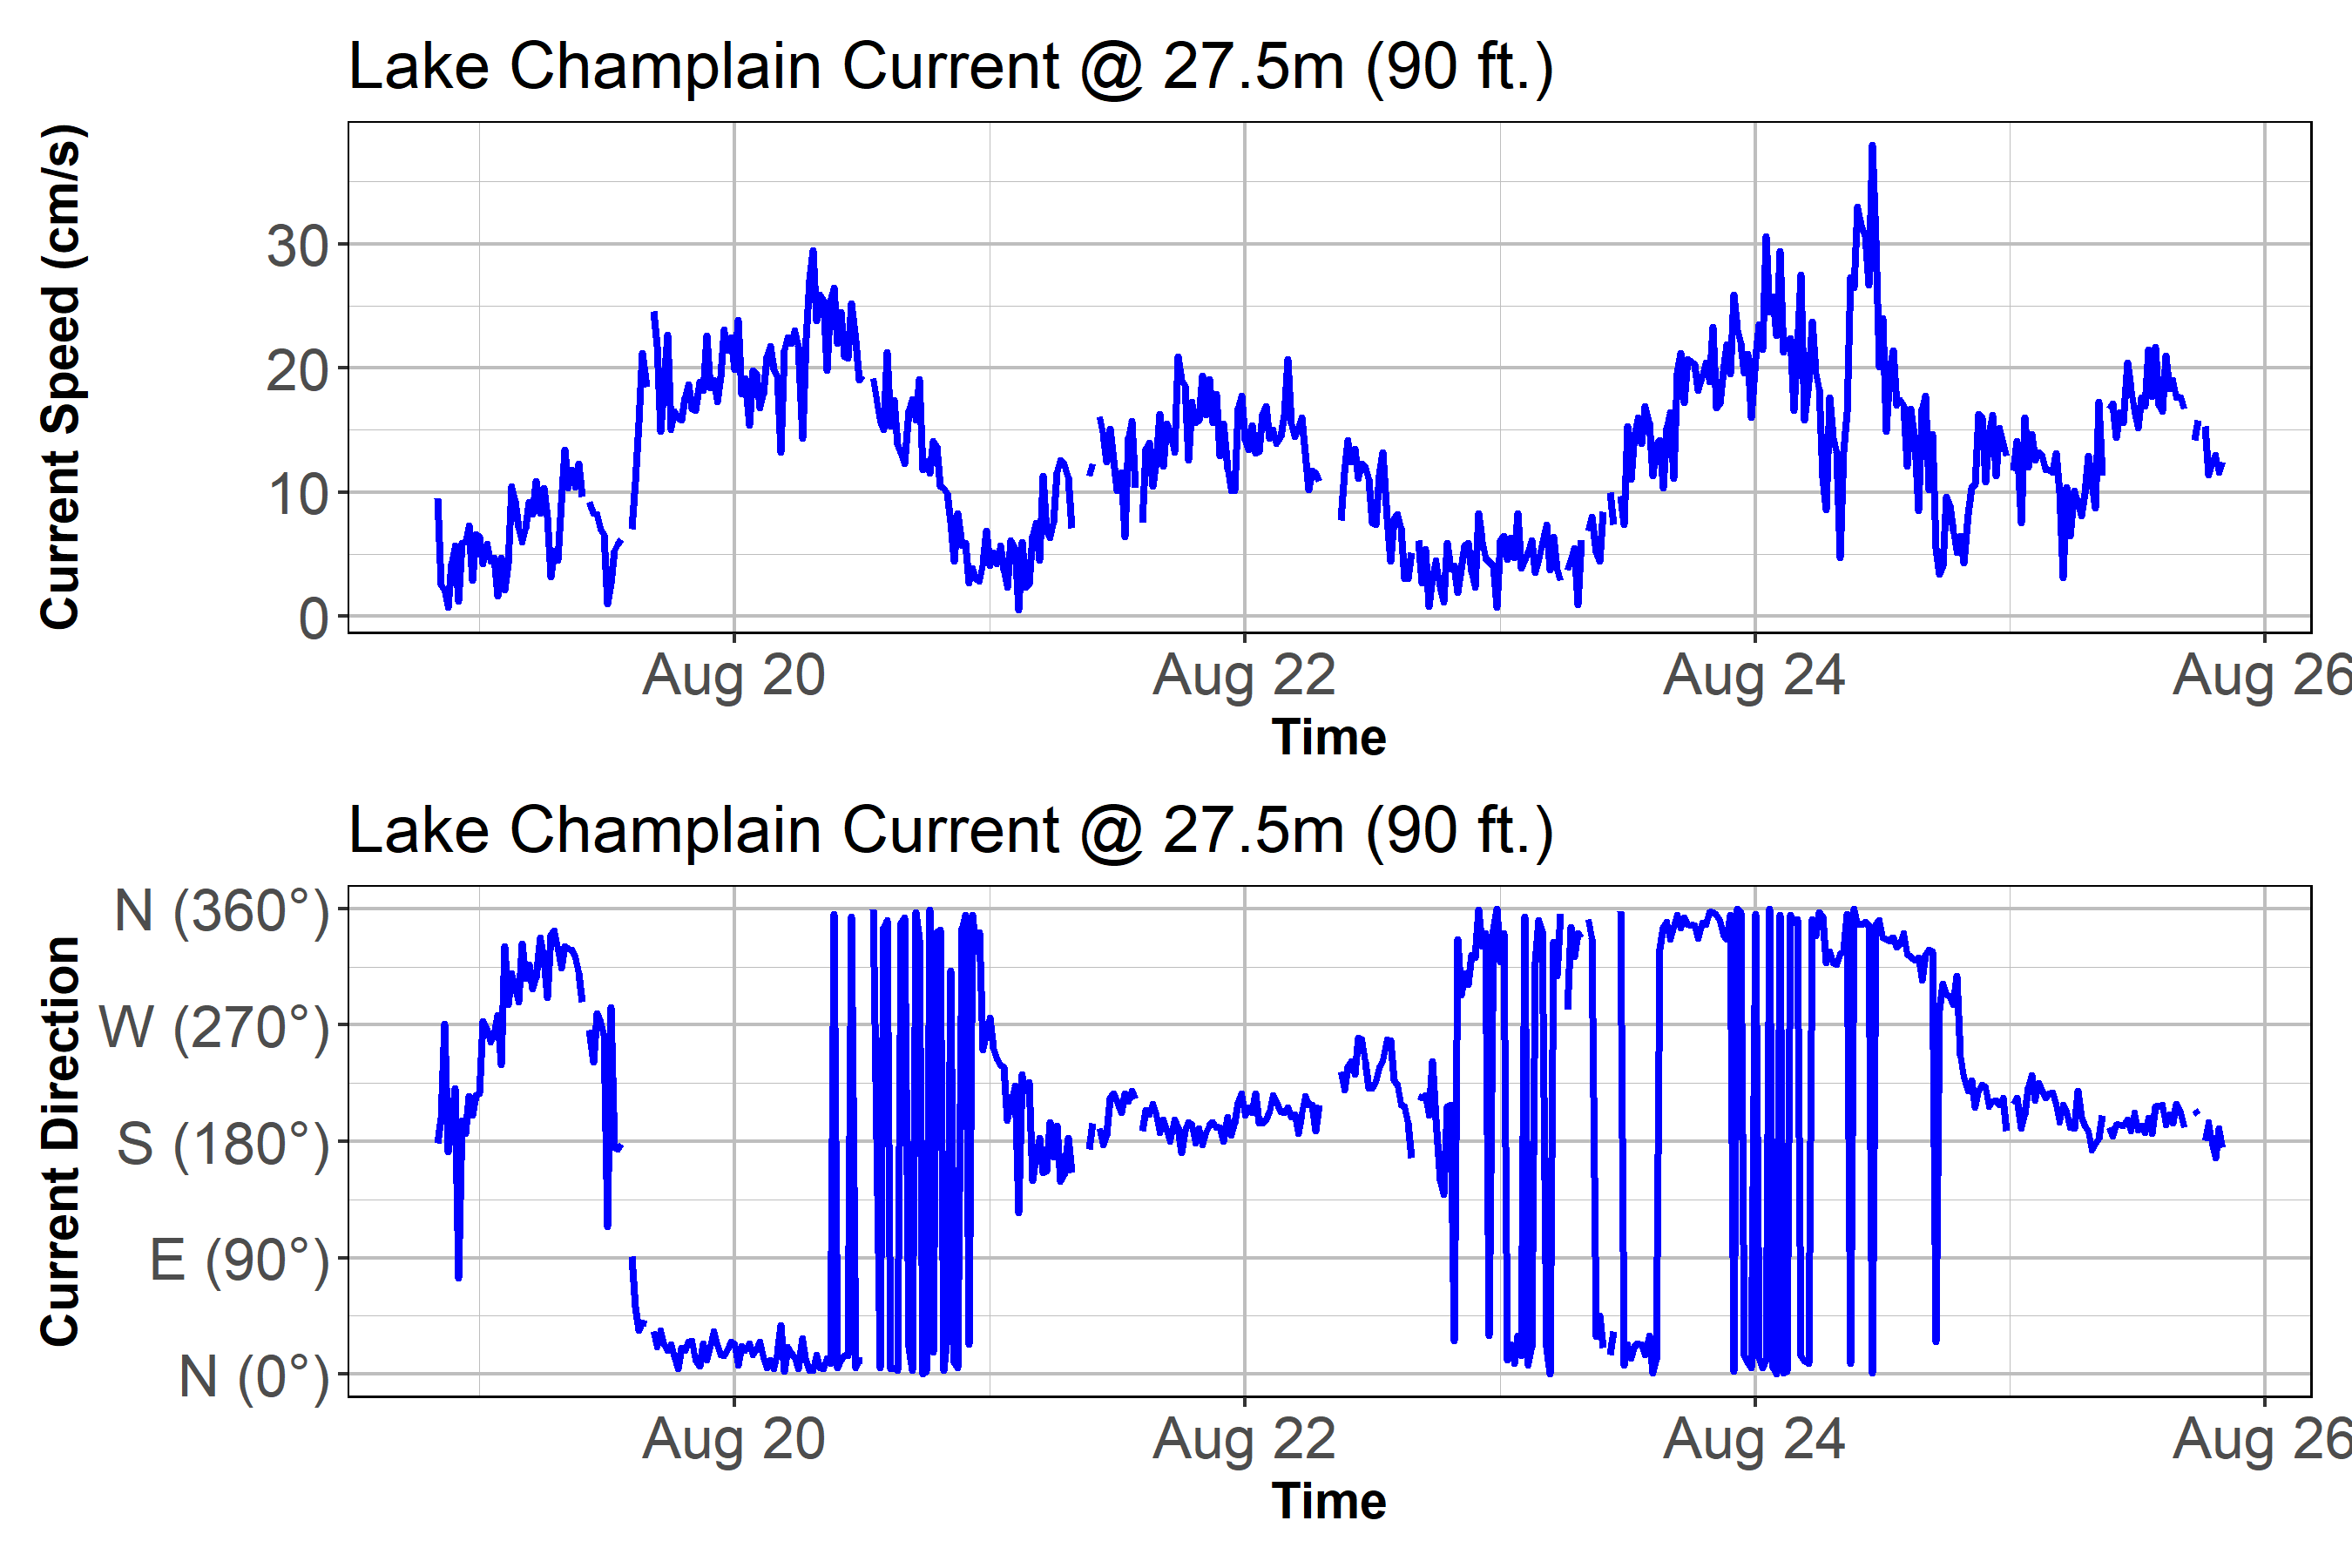 Lake Champlain Current @ 27.5m (90 ft.)
Current Speed (cm/s)
30
20
10
0
Aug 20 Aug 22 Aug 24 Aug 26
Time
Lake Champlain Current @ 27.5m (90 ft.)
Current Direction
N (360°)
W (270°)
S (180°)
E (90°)
N (0°)
Aug 20 Aug 22 Aug 24 Aug 26
Time